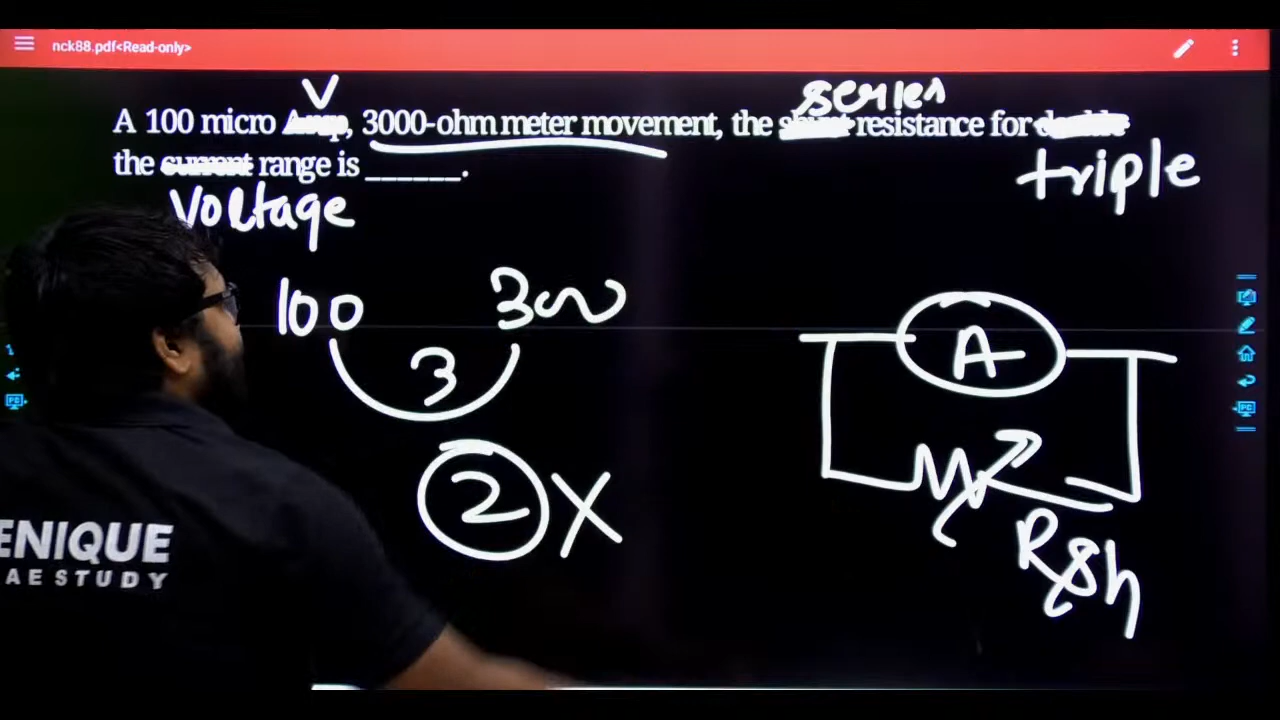 nck88.pdf<Read-only>
V series
A 100 micro Amp, 3000-ohm meter movement, the shunt resistance for double
triple
the current range is ______.
Voltage
100 300
3
A
2 X
Rsh
ENIQUE
AE STUDY